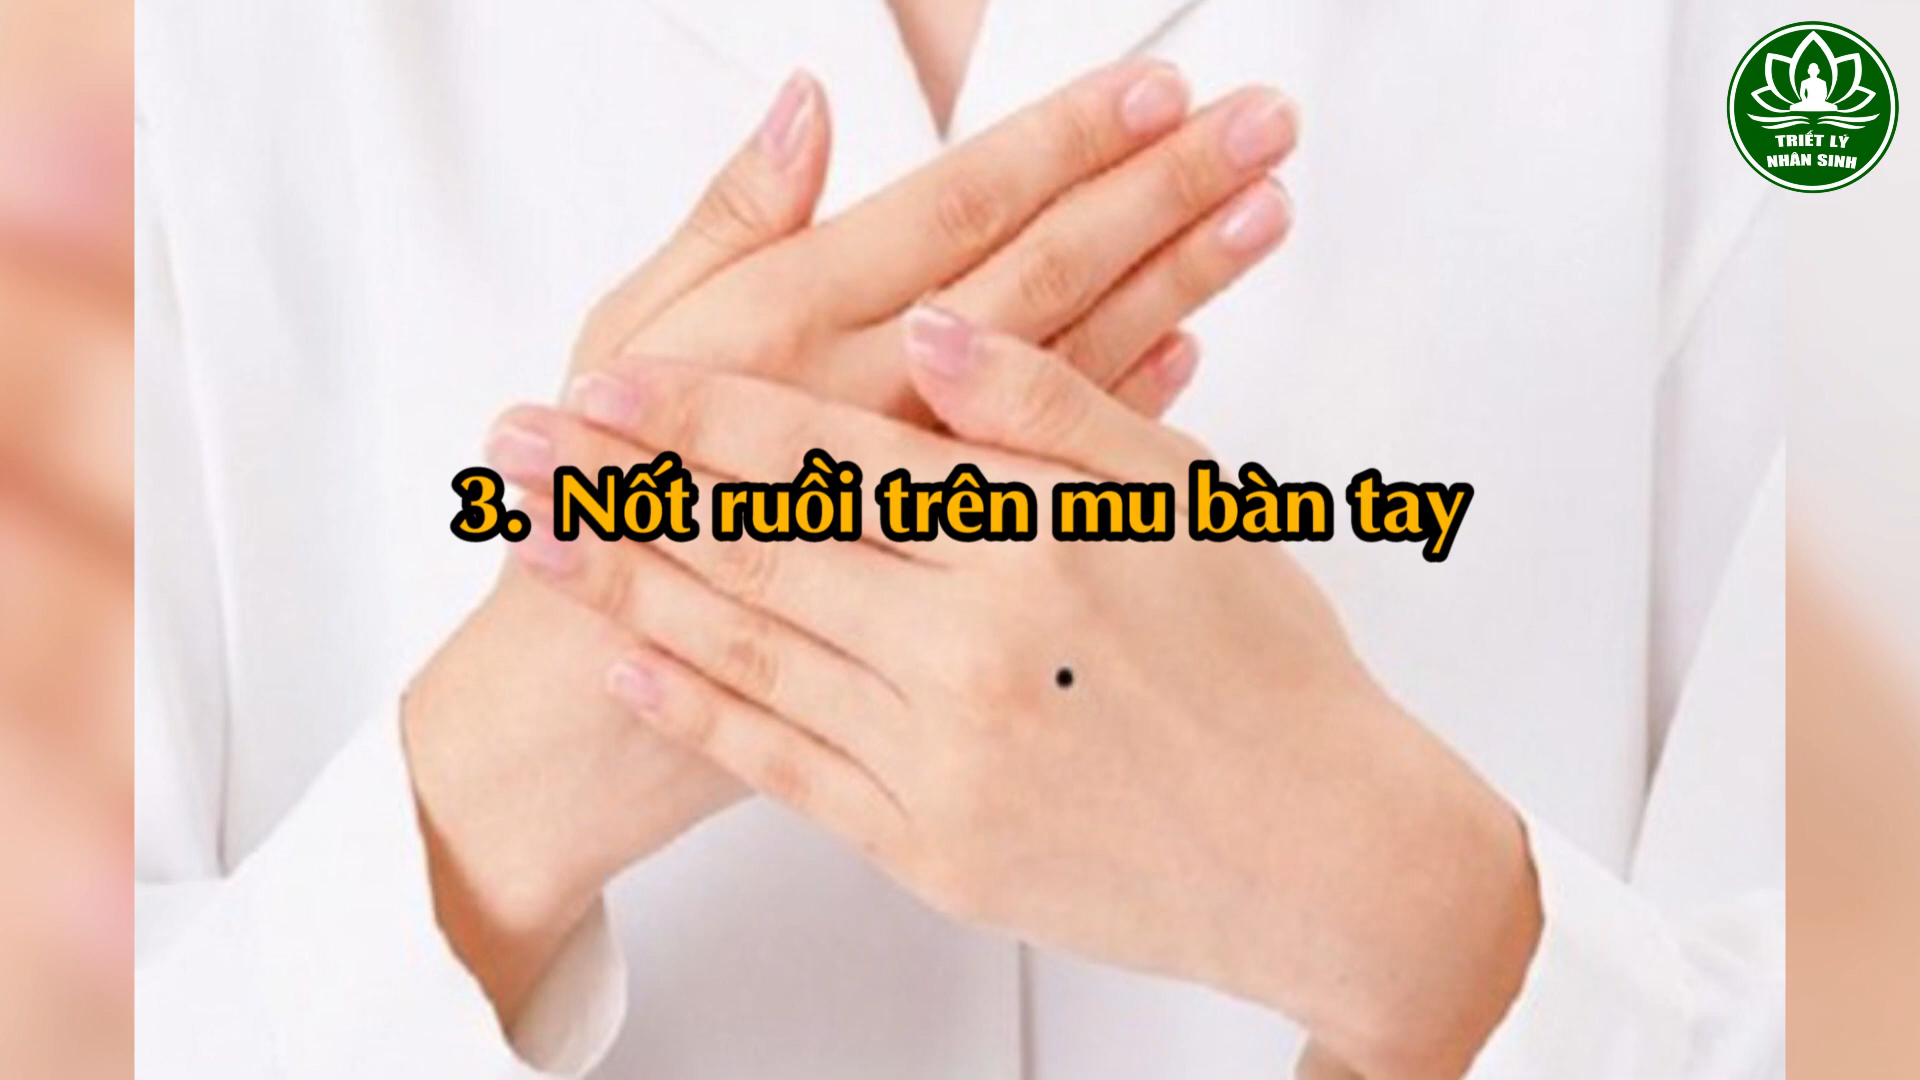 TRIẾT LÝ
NHÂN SINH
3. Nốt ruồi trên mu bàn tay